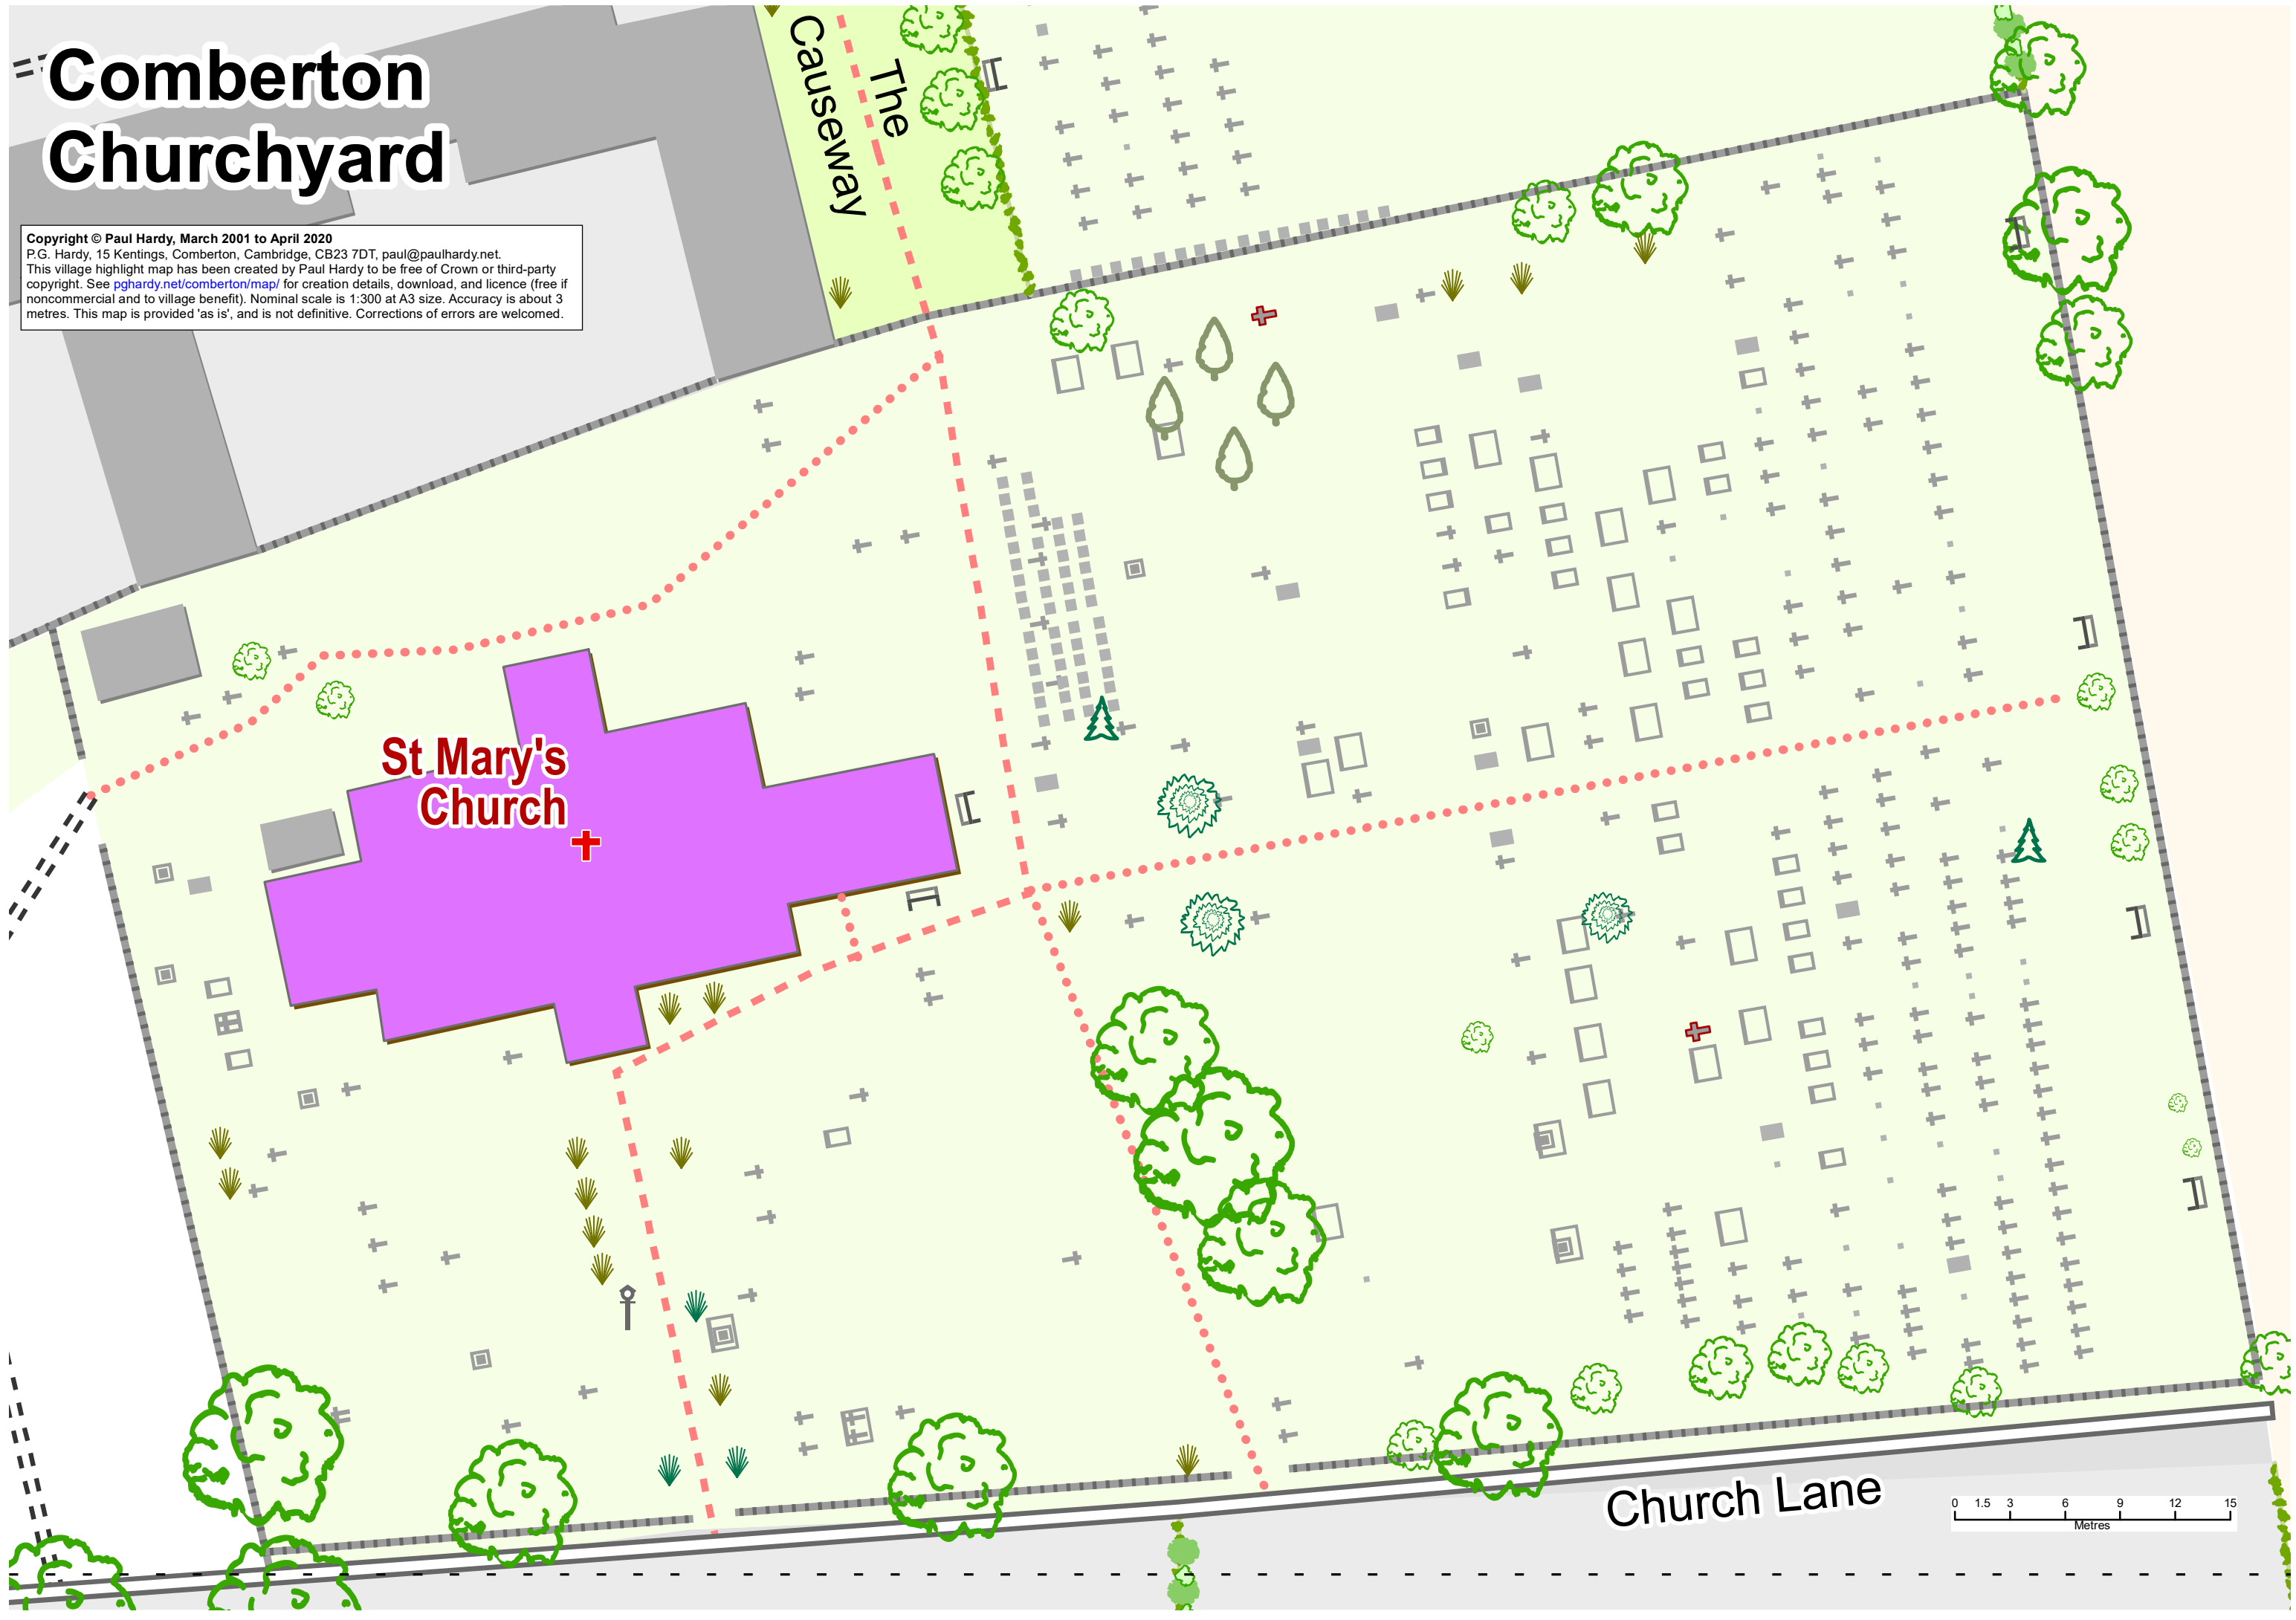 Comberton
Churchyard
Copyright © Paul Hardy, March 2001 to April 2020
P.G. Hardy, 15 Kentings, Comberton, Cambridge, CB23 7DT, paul@paulhardy.net.
This village highlight map has been created by Paul Hardy to be free of Crown or third-party
copyright. See pghardy.net/comberton/map/ for creation details, download, and licence (free if
noncommercial and to village benefit). Nominal scale is 1:300 at A3 size. Accuracy is about 3
metres. This map is provided 'as is', and is not definitive. Corrections of errors are welcomed.
The
Causeway
St Mary's
Church
Church Lane
0 1.5 3 6 9 12 15
Metres